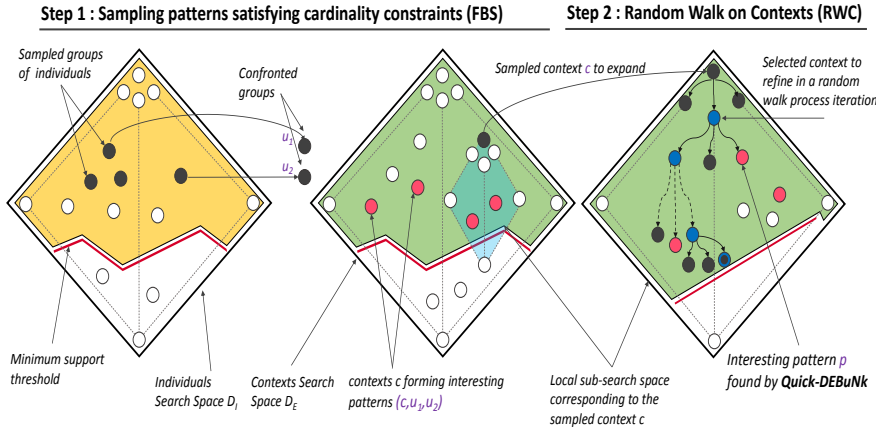 Step 1 : Sampling patterns satisfying cardinality constraints (FBS)
Step 2 : Random Walk on Contexts (RWC)
Sampled groups
of individuals
Confronted
groups
u1
u2
Sampled context c to expand
Selected context to
refine in a random
walk process iteration
Minimum support
threshold
Individuals
Search Space DI
Contexts Search
Space DE
contexts c forming interesting
patterns (c,u1,u2)
Local sub-search space
corresponding to the
sampled context c
Interesting pattern p
found by Quick-DEBuNk